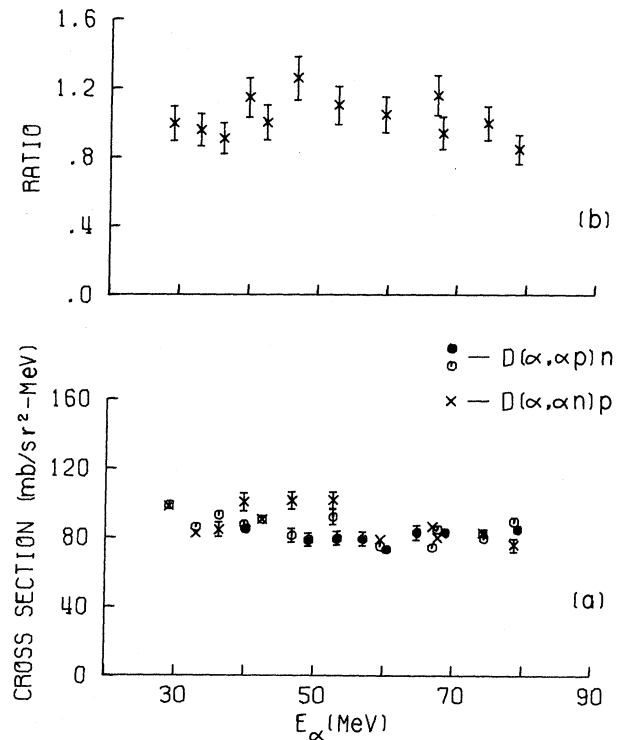 1.6
1.2
.8
.4
.0
RATIO
(b)
● — D(α,αp)n
○
× — D(α,αn)p
160
120
80
40
0
CROSS SECTION (mb/sr²-MeV)
(a)
30 50 70 90
Eα(MeV)